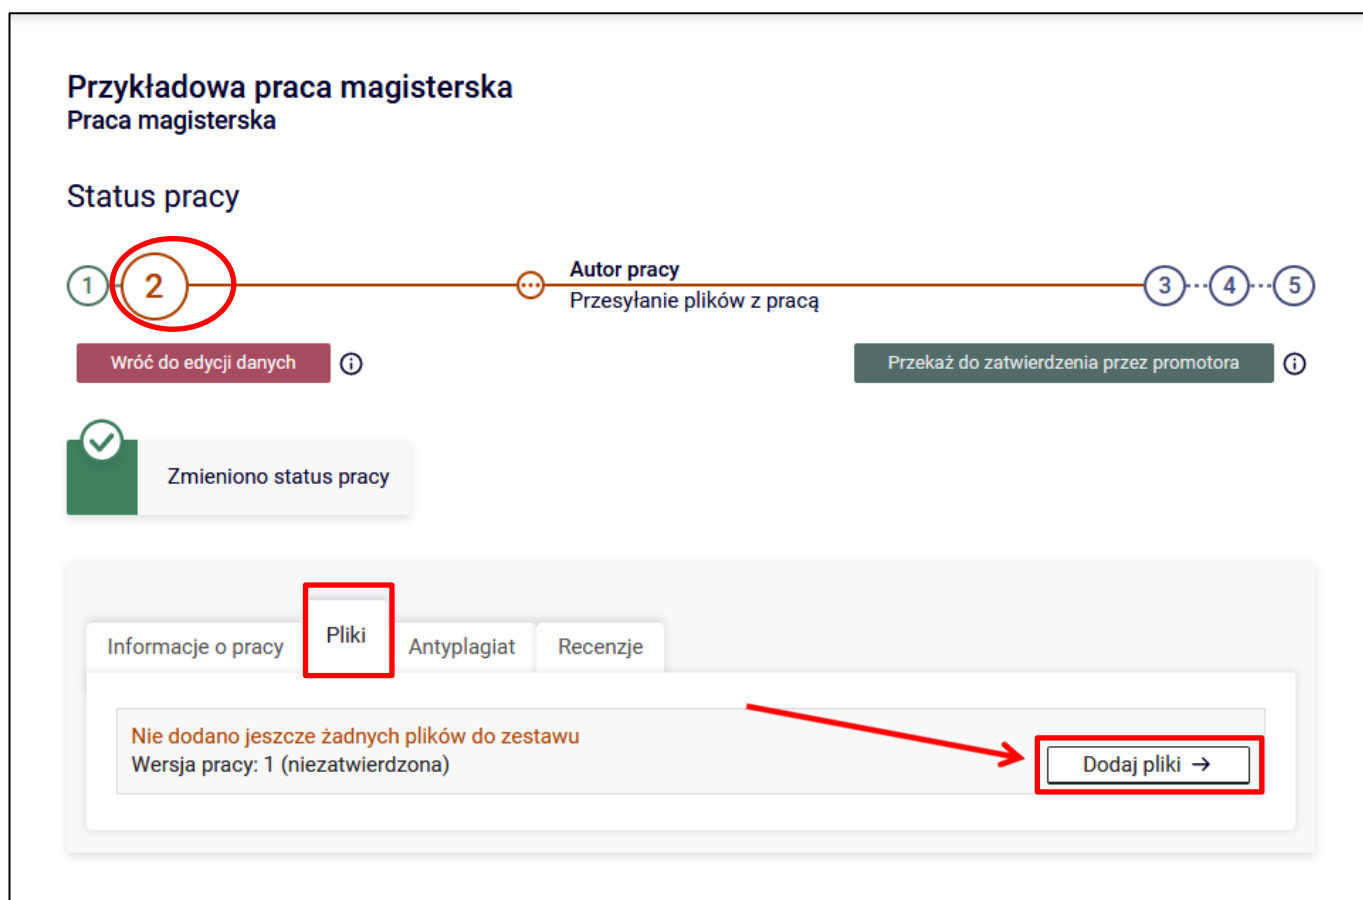 Przykładowa praca magisterska
Praca magisterska
Status pracy
1
2
Autor pracy
Przesyłanie plików z pracą
3
4
5
Wróć do edycji danych
Przekaż do zatwierdzenia przez promotora
Zmieniono status pracy
Informacje o pracy
Pliki
Antyplagiat
Recenzje
Nie dodano jeszcze żadnych plików do zestawu
Wersja pracy: 1 (niezatwierdzona)
Dodaj pliki →